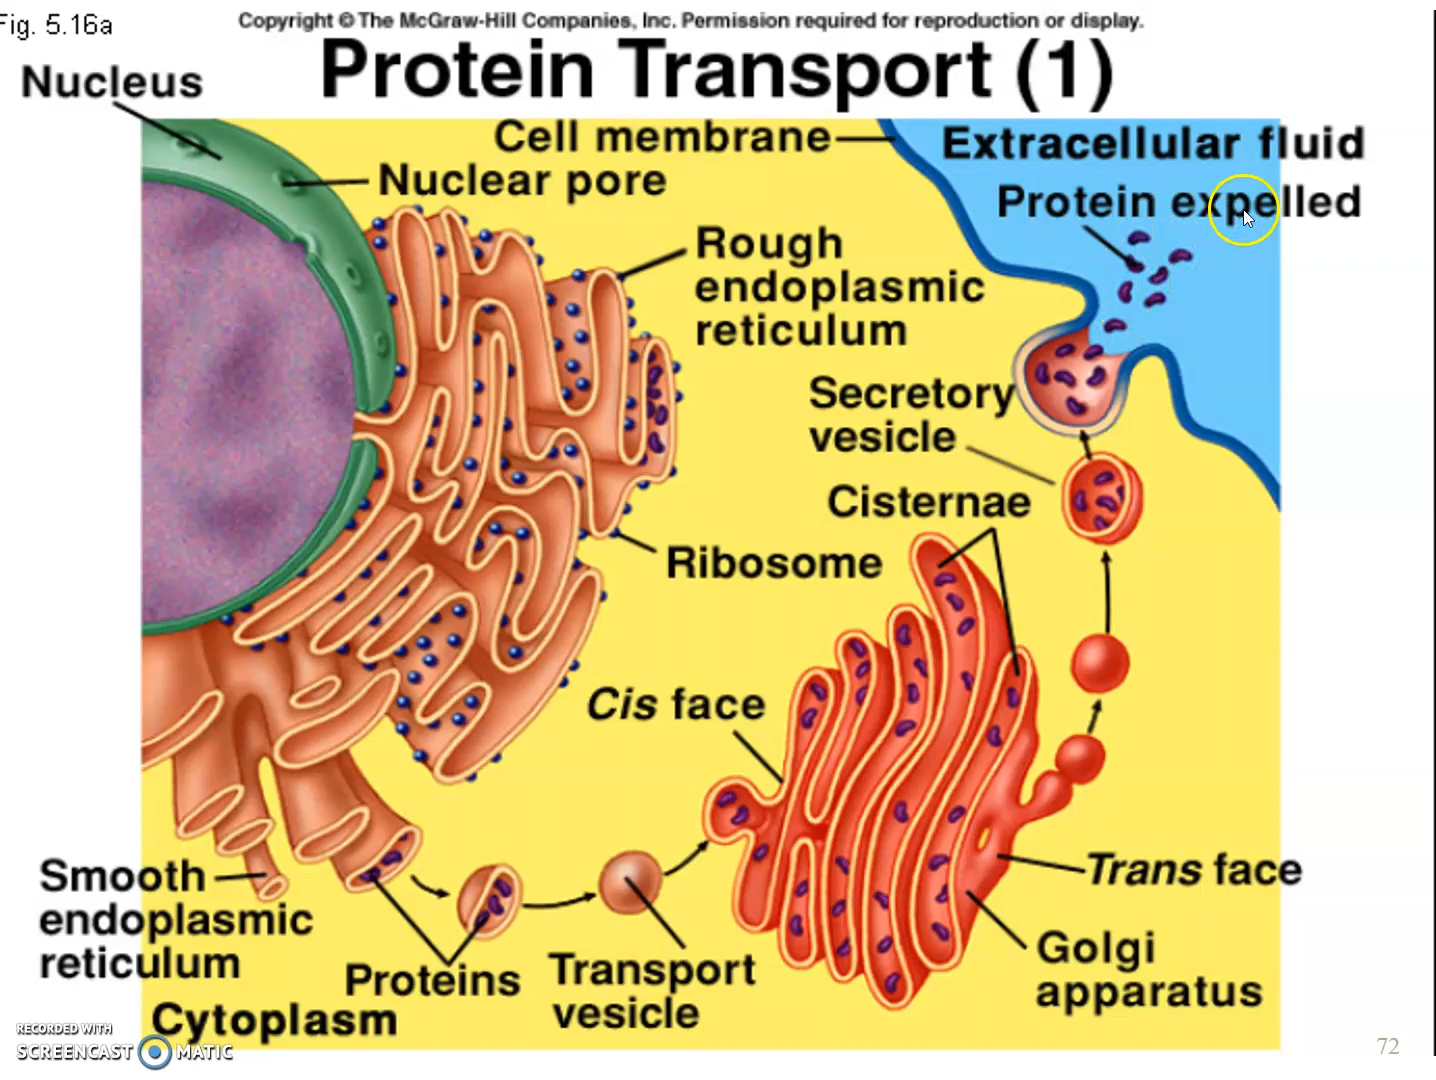 Fig. 5.16a
Copyright © The McGraw-Hill Companies, Inc. Permission required for reproduction or display.
Protein Transport (1)
Nucleus
Cell membrane
Extracellular fluid
Nuclear pore
Protein expelled
Rough
endoplasmic
reticulum
Secretory
vesicle
Cisternae
Ribosome
Cis face
Smooth
endoplasmic
reticulum
Trans face
Proteins
Transport
vesicle
Golgi
apparatus
Cytoplasm
RECORDED WITH
SCREENCAST MATIC
72